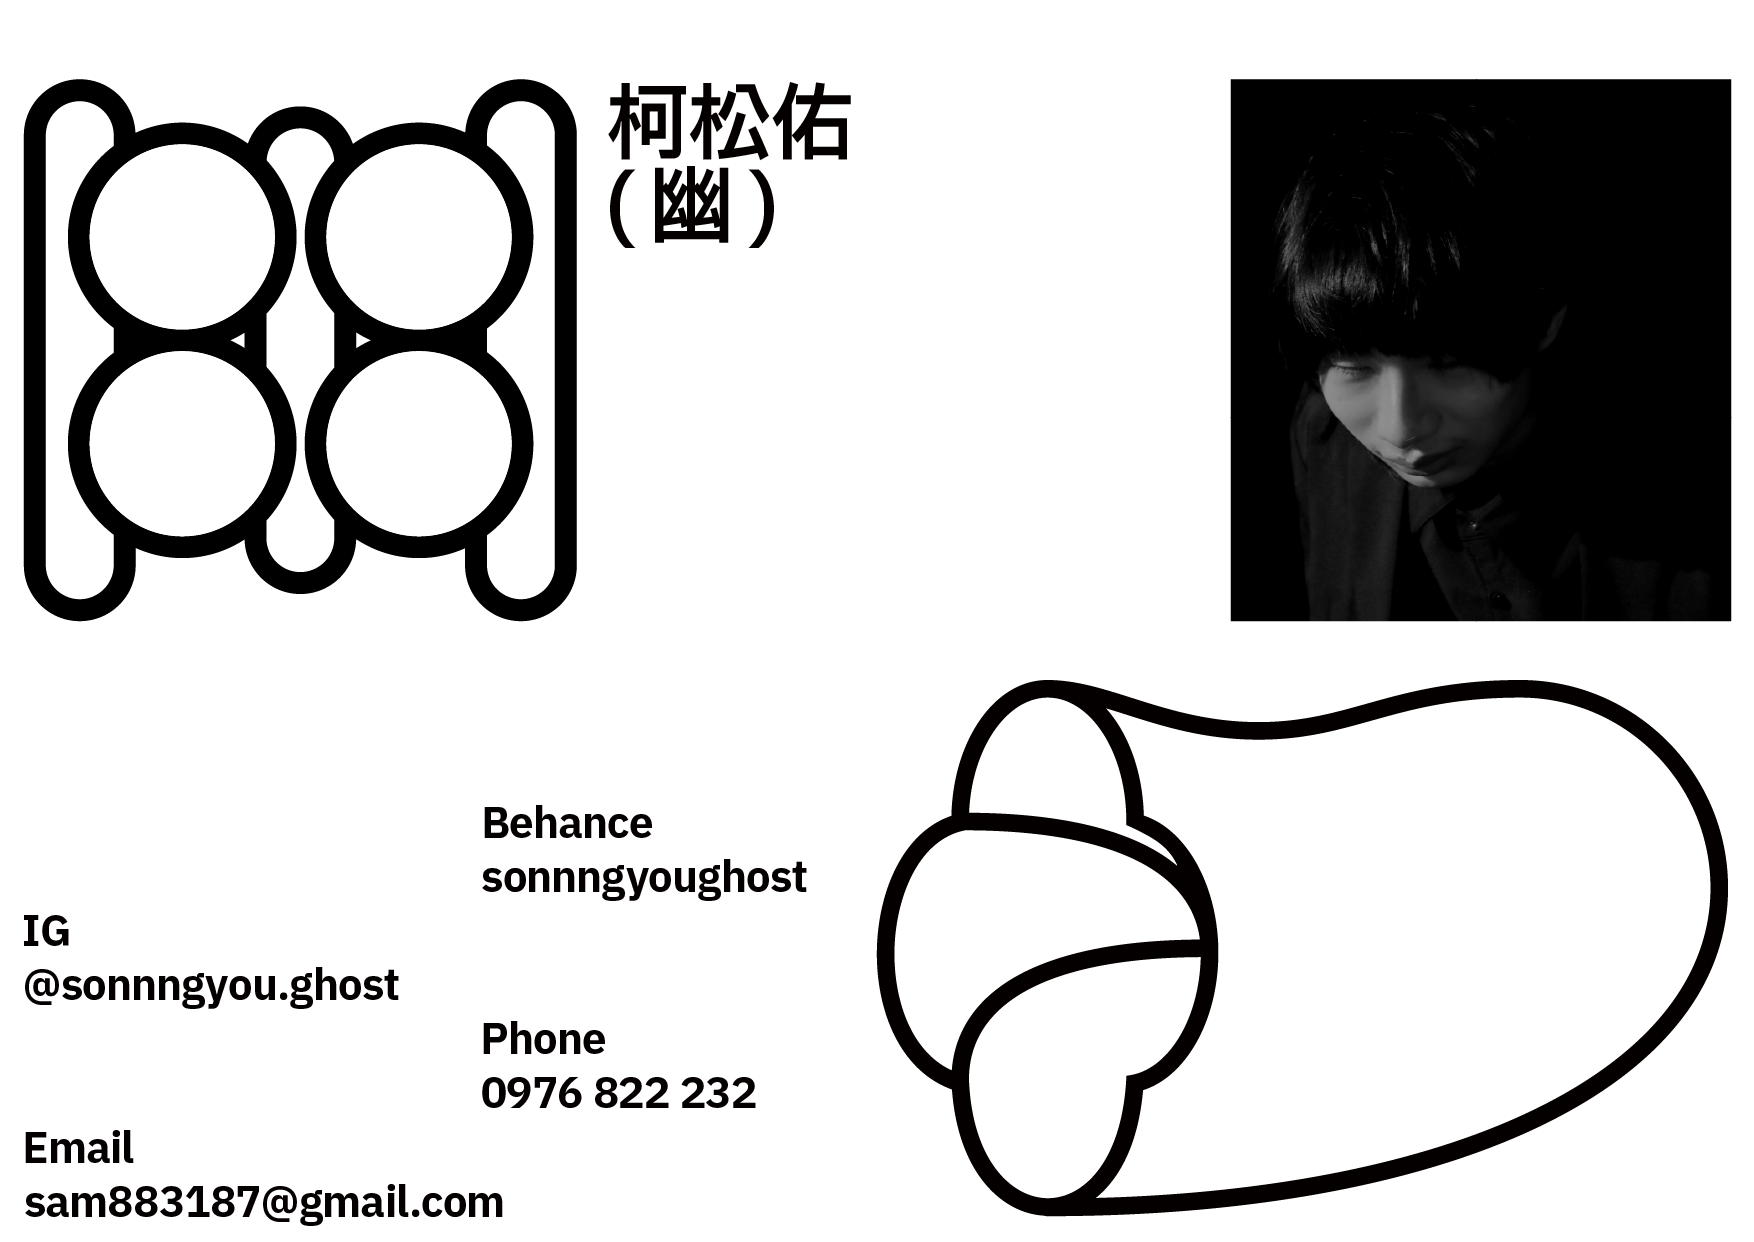 柯松佑
(幽)
Behance
sonnngyoughost
IG
@sonnngyou.ghost
Phone
0976 822 232
Email
sam883187@gmail.com